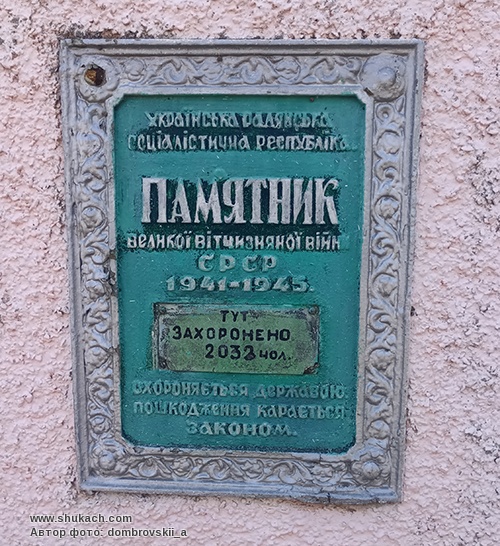 Українська радянська
соціалістична республіка.
ПАМЯТНИК
великої вітчизняної війн
СРСР
1941-1945.
ТУТ
ЗАХОРОНЕНО
2032 чол.
охороняється державою.
пошкодження карається
законом.
www.shukach.com
Автор фото: dombrovskii_a